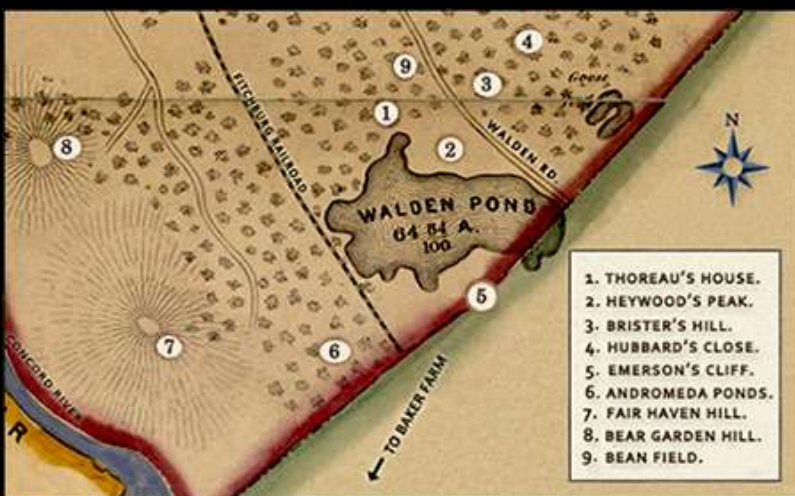 4
9
3
Goose
1
8
2
FITCHBURG RAILROAD
WALDEN RD.
N
WALDEN POND
64 84 A.
100
5
7
6
CONCORD RIVER
R
TO BAKER FARM
1. THOREAU'S HOUSE.
2. HEYWOOD'S PEAK.
3. BRISTER'S HILL.
4. HUBBARD'S CLOSE.
5. EMERSON'S CLIFF.
6. ANDROMEDA PONDS.
7. FAIR HAVEN HILL.
8. BEAR GARDEN HILL.
9. BEAN FIELD.